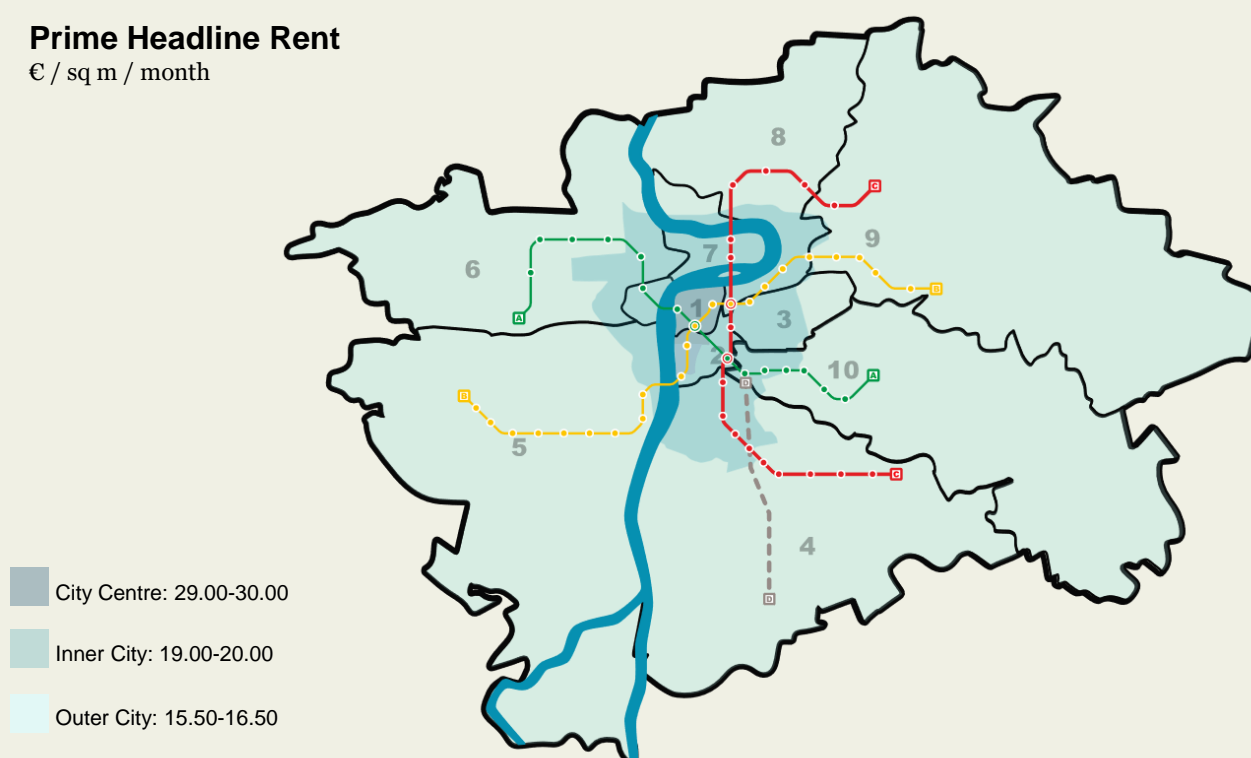 Prime Headline Rent
€ / sq m / month
8
C
9
7
6
B
1
3
A
2
10
A
D
B
5
C
4
City Centre: 29.00-30.00
D
Inner City: 19.00-20.00
Outer City: 15.50-16.50